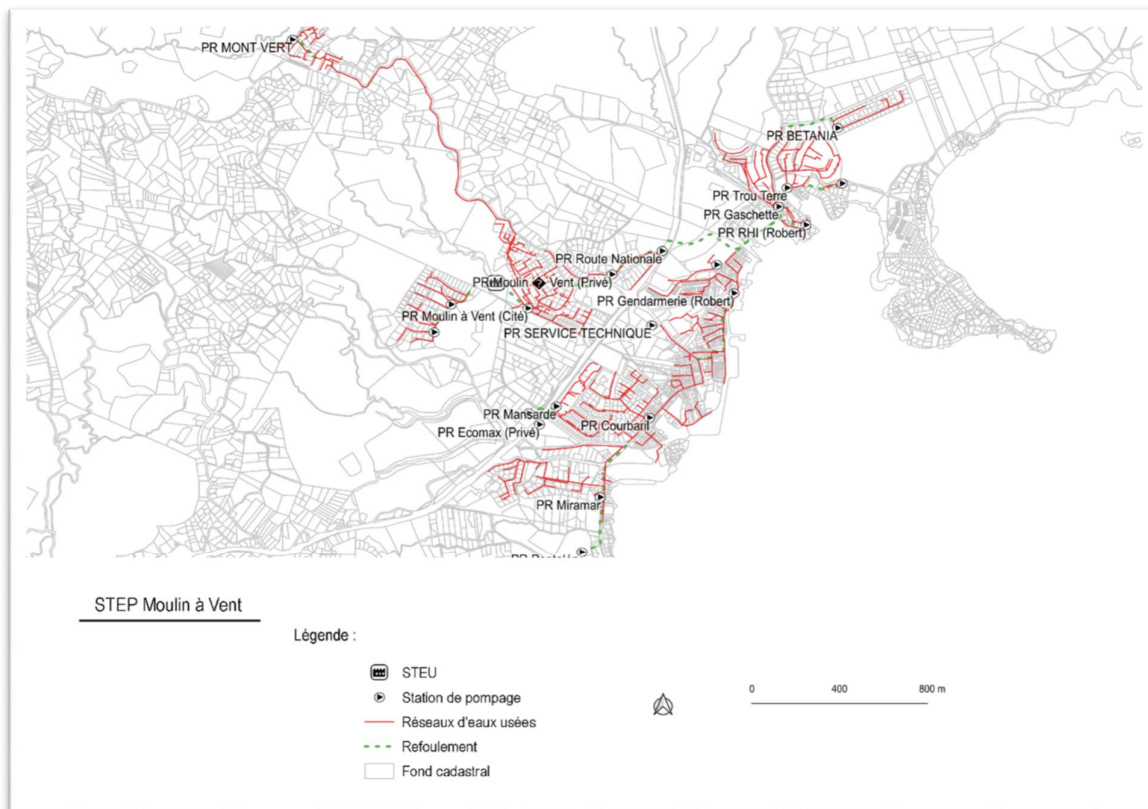 PR MONT VERT
PR BETANIA
PR Trou Terre
PR Gaschette
PR RHI (Robert)
PR Route Nationale
PR Moulin à Vent (Privé)
PR Gendarmerie (Robert)
PR Moulin à Vent (Cité)
PR SERVICE TECHNIQUE
PR Mansarde
PR Courbaril
PR Ecomax (Privé)
PR Miramar
STEP Moulin à Vent
Légende :
STEU
Station de pompage
Réseaux d'eaux usées
Refoulement
Fond cadastral
0 400 800 m